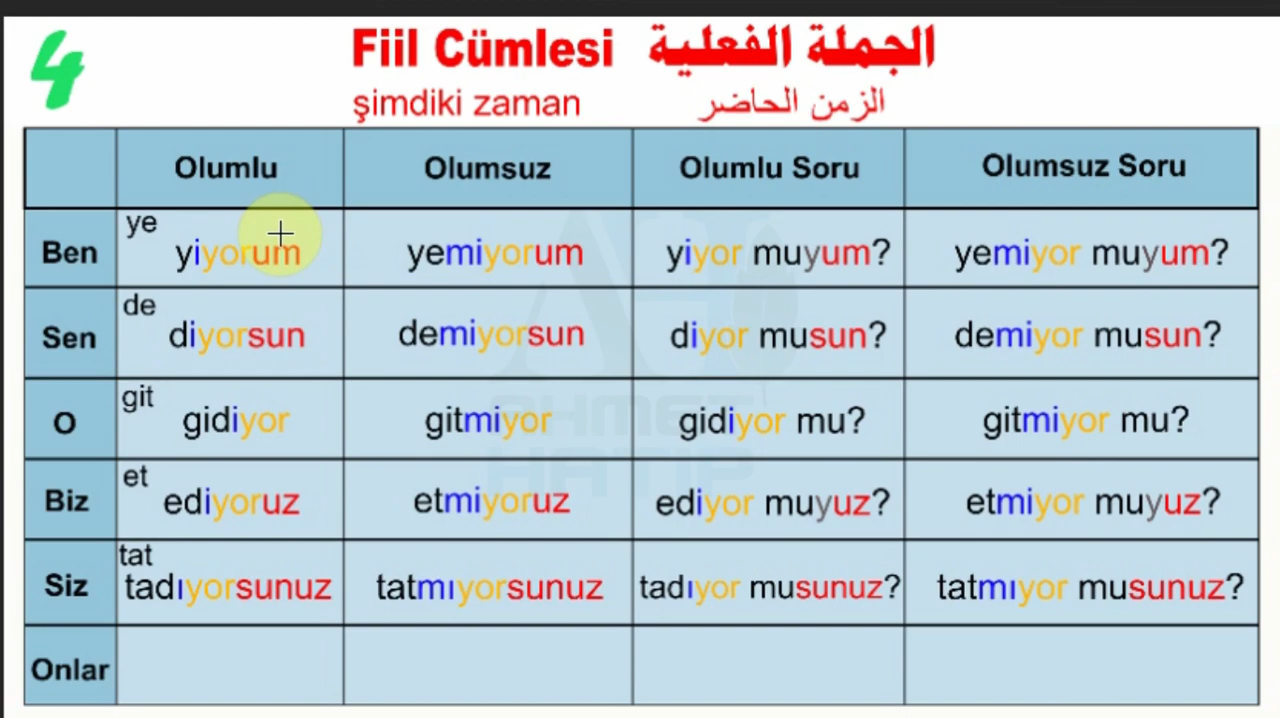 4
Fiil Cümlesi الجملة الفعلية
şimdiki zaman الزمن الحاضر
Olumlu Olumsuz Olumlu Soru Olumsuz Soru
ye
Ben yiyorum yemiyorum yiyor muyum? yemiyor muyum?
de
Sen diyorsun demiyorsun diyor musun? demiyor musun?
git
O gidiyor gitmiyor gidiyor mu? gitmiyor mu?
et
Biz ediyoruz etmiyoruz ediyor muyuz? etmiyor muyuz?
tat
Siz tadıyorsunuz tatmıyorsunuz tadıyor musunuz? tatmıyor musunuz?
Onlar
AHMET
HATIP